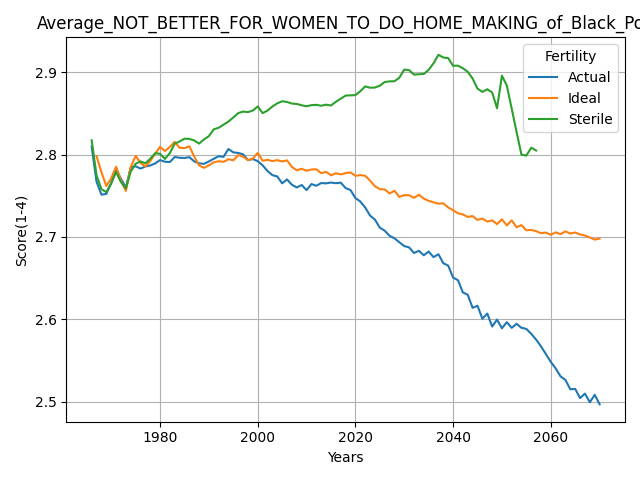 Average_NOT_BETTER_FOR_WOMEN_TO_DO_HOME_MAKING_of_Black_Po
Fertility
Actual
Ideal
Sterile
Score(1-4)
2.9
2.8
2.7
2.6
2.5
1980 2000 2020 2040 2060
Years